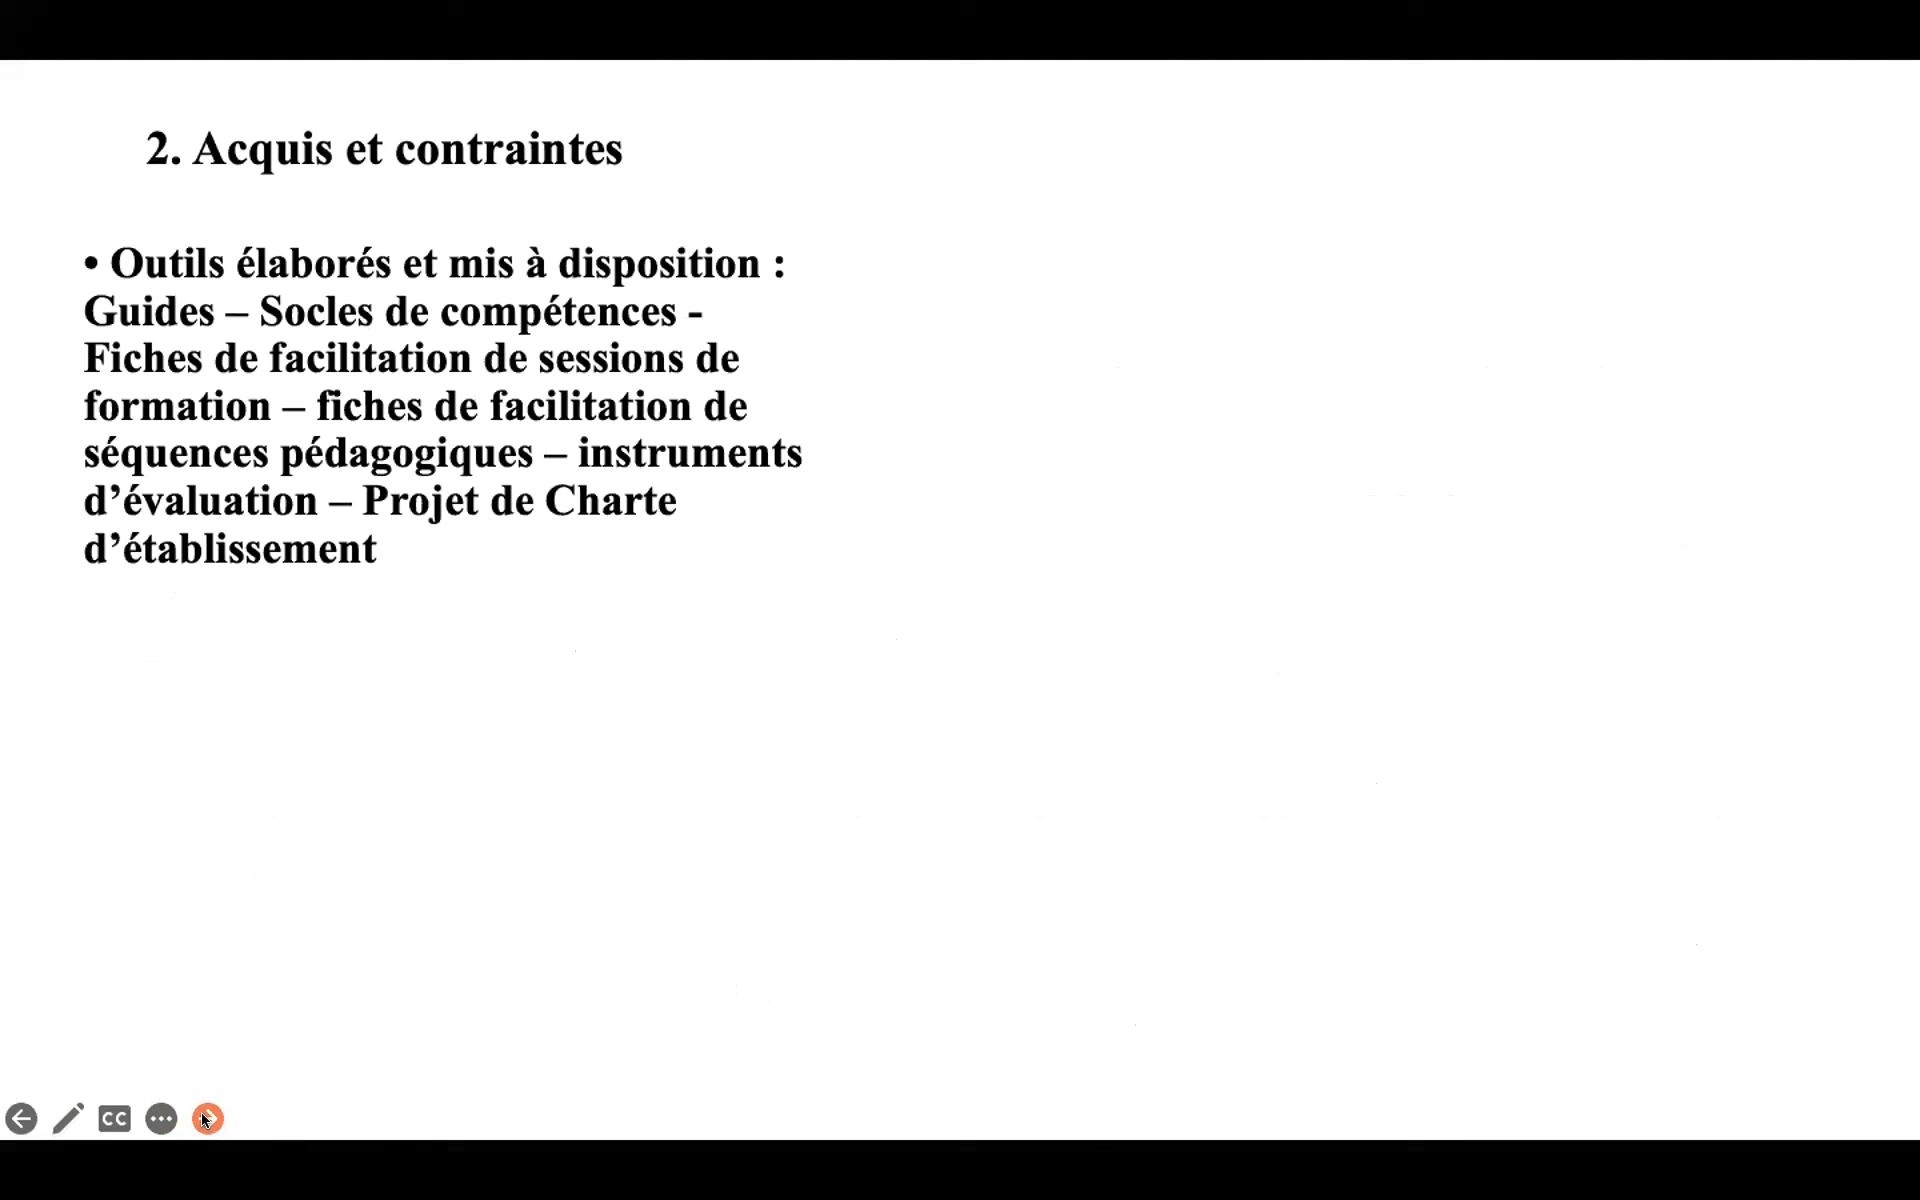 2. Acquis et contraintes
• Outils élaborés et mis à disposition :
Guides – Socles de compétences -
Fiches de facilitation de sessions de
formation – fiches de facilitation de
séquences pédagogiques – instruments
d’évaluation – Projet de Charte
d’établissement
CC